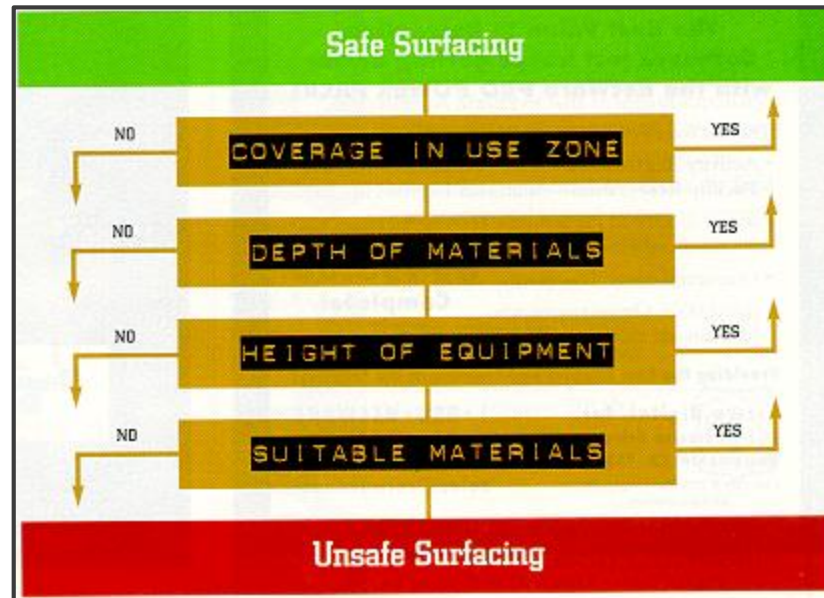 Safe Surfacing
NO
COVERAGE IN USE ZONE
YES
NO
DEPTH OF MATERIALS
YES
NO
HEIGHT OF EQUIPMENT
YES
NO
SUITABLE MATERIALS
YES
Unsafe Surfacing